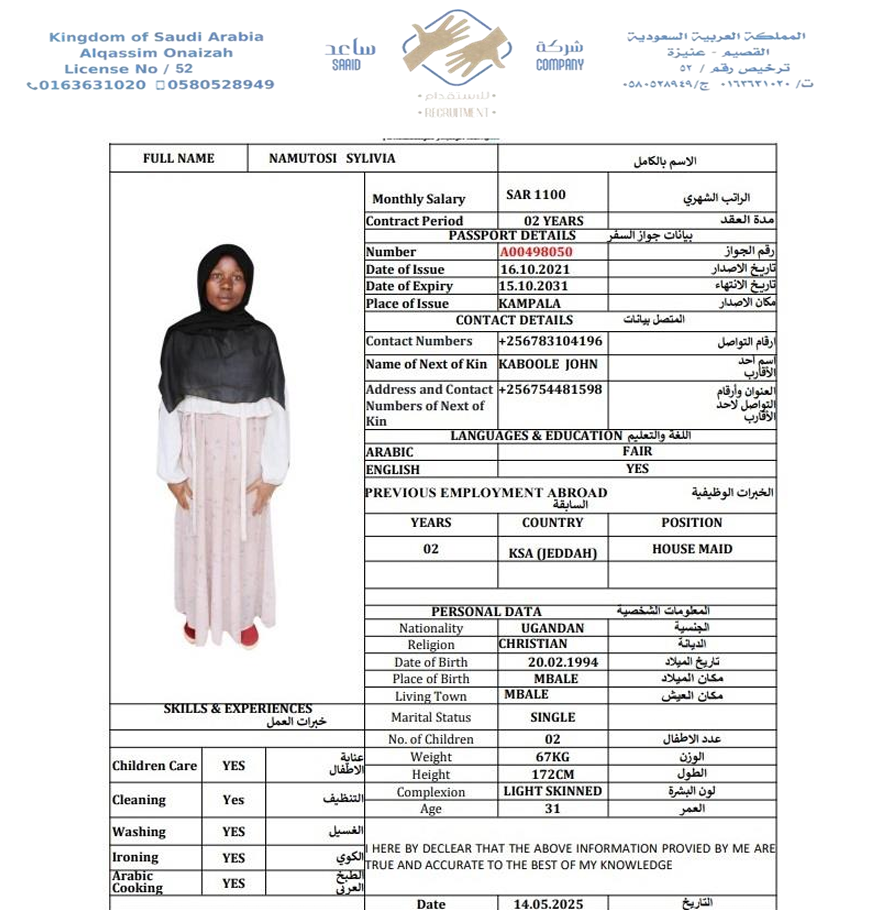 Kingdom of Saudi Arabia
Alqassim Onaizah
License No / 52
0163631020 0580528949
ساعد
SAAID
شركة
COMPANY
للاستقدام
RECRUITMENT
المملكة العربية السعودية
القصيم - عنيزة
ترخيص رقم / ٥٢
ت/ ٠١٦٣٦٣١٠٢٠ ج/٠٥٨٠٥٢٨٩٤٩
FULL NAME NAMUTOSI SYLIVIA الاسم بالكامل
Monthly Salary SAR 1100 الراتب الشهري
Contract Period 02 YEARS مدة العقد
PASSPORT DETAILS بيانات جواز السفر
Number A00498050 رقم الجواز
Date of Issue 16.10.2021 تاريخ الاصدار
Date of Expiry 15.10.2031 تاريخ الانتهاء
Place of Issue KAMPALA مكان الاصدار
CONTACT DETAILS المتصل بيانات
Contact Numbers +256783104196 ارقام التواصل
Name of Next of Kin KABOOLE JOHN اسم أحد
الأقارب
Address and Contact +256754481598 العنوان وأرقام
Numbers of Next of التواصل لأحد
Kin الأقارب
LANGUAGES & EDUCATION اللغة والتعليم
ARABIC FAIR
ENGLISH YES
PREVIOUS EMPLOYMENT ABROAD الخبرات الوظيفية
السابقة
YEARS COUNTRY POSITION
02 KSA (JEDDAH) HOUSE MAID
PERSONAL DATA المعلومات الشخصية
Nationality UGANDAN الجنسية
Religion CHRISTIAN الديانة
Date of Birth 20.02.1994 تاريخ الميلاد
Place of Birth MBALE مكان الميلاد
Living Town MBALE مكان العيش
Marital Status SINGLE
No. of Children 02 عدد الاطفال
Weight 67KG الوزن
Height 172CM الطول
Complexion LIGHT SKINNED لون البشرة
Age 31 العمر
SKILLS & EXPERIENCES
خبرات العمل
Children Care YES عناية
الاطفال
Cleaning Yes التنظيف
Washing YES الغسيل
Ironing YES الكوي
Arabic الطبخ
Cooking YES العربي
I HERE BY DECLEAR THAT THE ABOVE INFORMATION PROVIED BY ME ARE
TRUE AND ACCURATE TO THE BEST OF MY KNOWLEDGE
Date 14.05.2025 التاريخ